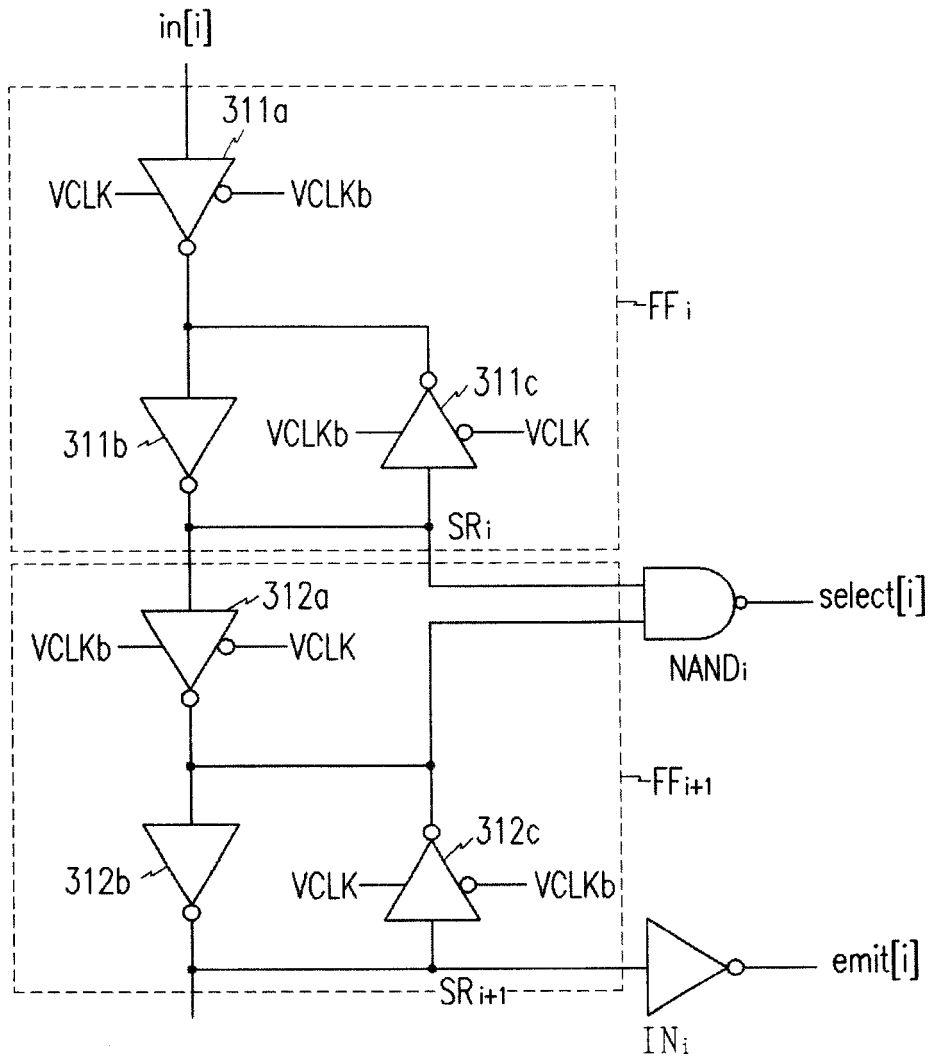 in[i]
311a
VCLK
VCLKb
FFi
311c
311b
VCLKb
VCLK
SRi
312a
select[i]
VCLKb
VCLK
NANDi
FFi+1
312c
312b
VCLK
VCLKb
emit[i]
SRi+1
INi